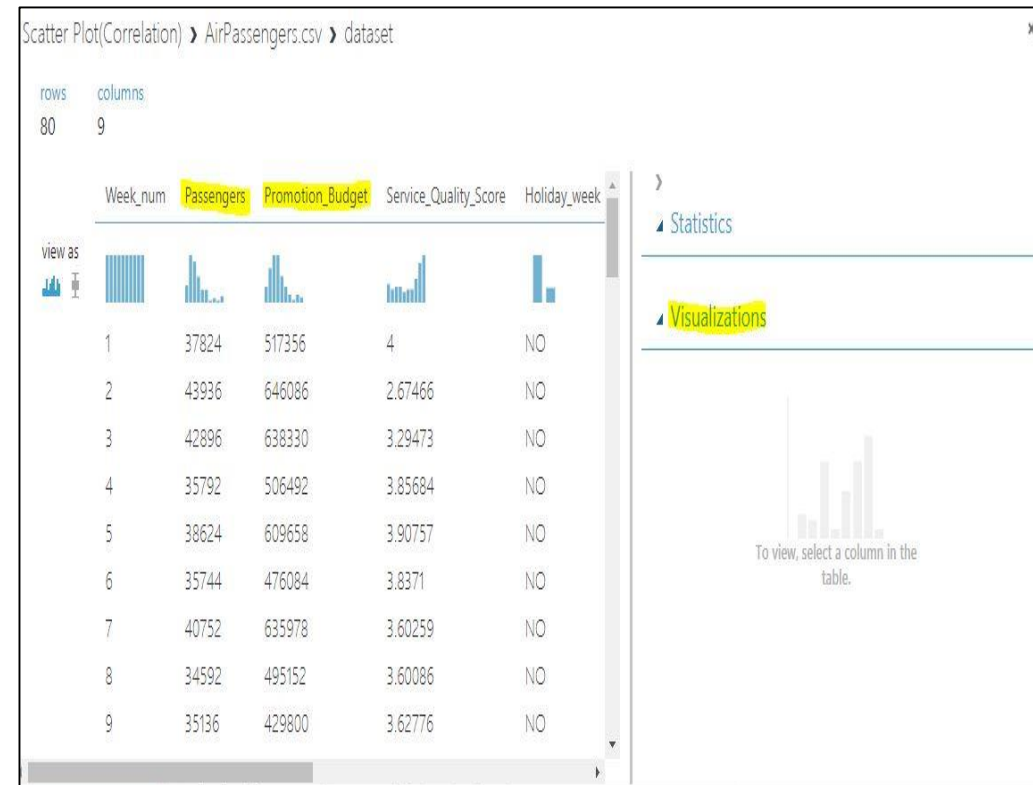 Scatter Plot(Correlation) ❯ AirPassengers.csv ❯ dataset
x
rows columns
80 9
Week_num Passengers Promotion_Budget Service_Quality_Score Holiday_week
view as
1 37824 517356 4 NO
2 43936 646086 2.67466 NO
3 42896 638330 3.29473 NO
4 35792 506492 3.85684 NO
5 38624 609658 3.90757 NO
6 35744 476084 3.8371 NO
7 40752 635978 3.60259 NO
8 34592 495152 3.60086 NO
9 35136 429800 3.62776 NO
❯
Statistics
Visualizations
To view, select a column in the
table.